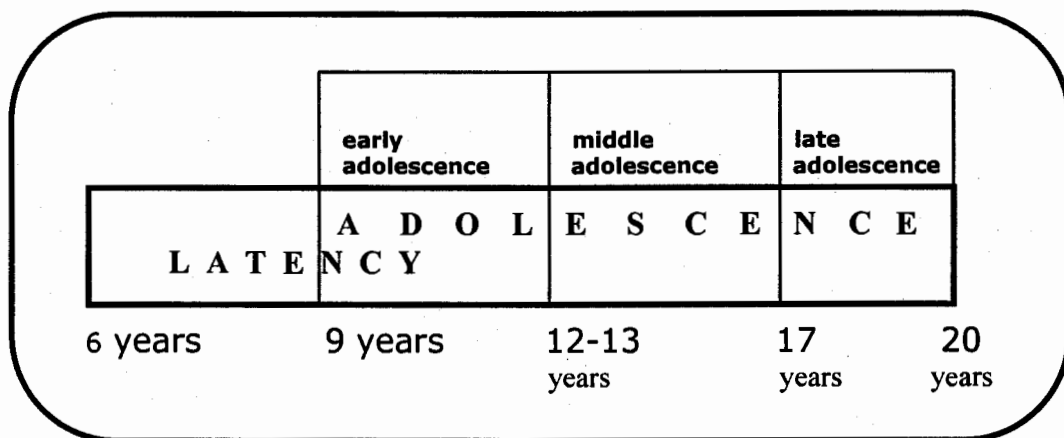 early middle late
adolescence adolescence adolescence
A D O L E S C E N C E
L A T E N C Y
6 years 9 years 12-13 17 20
years years years